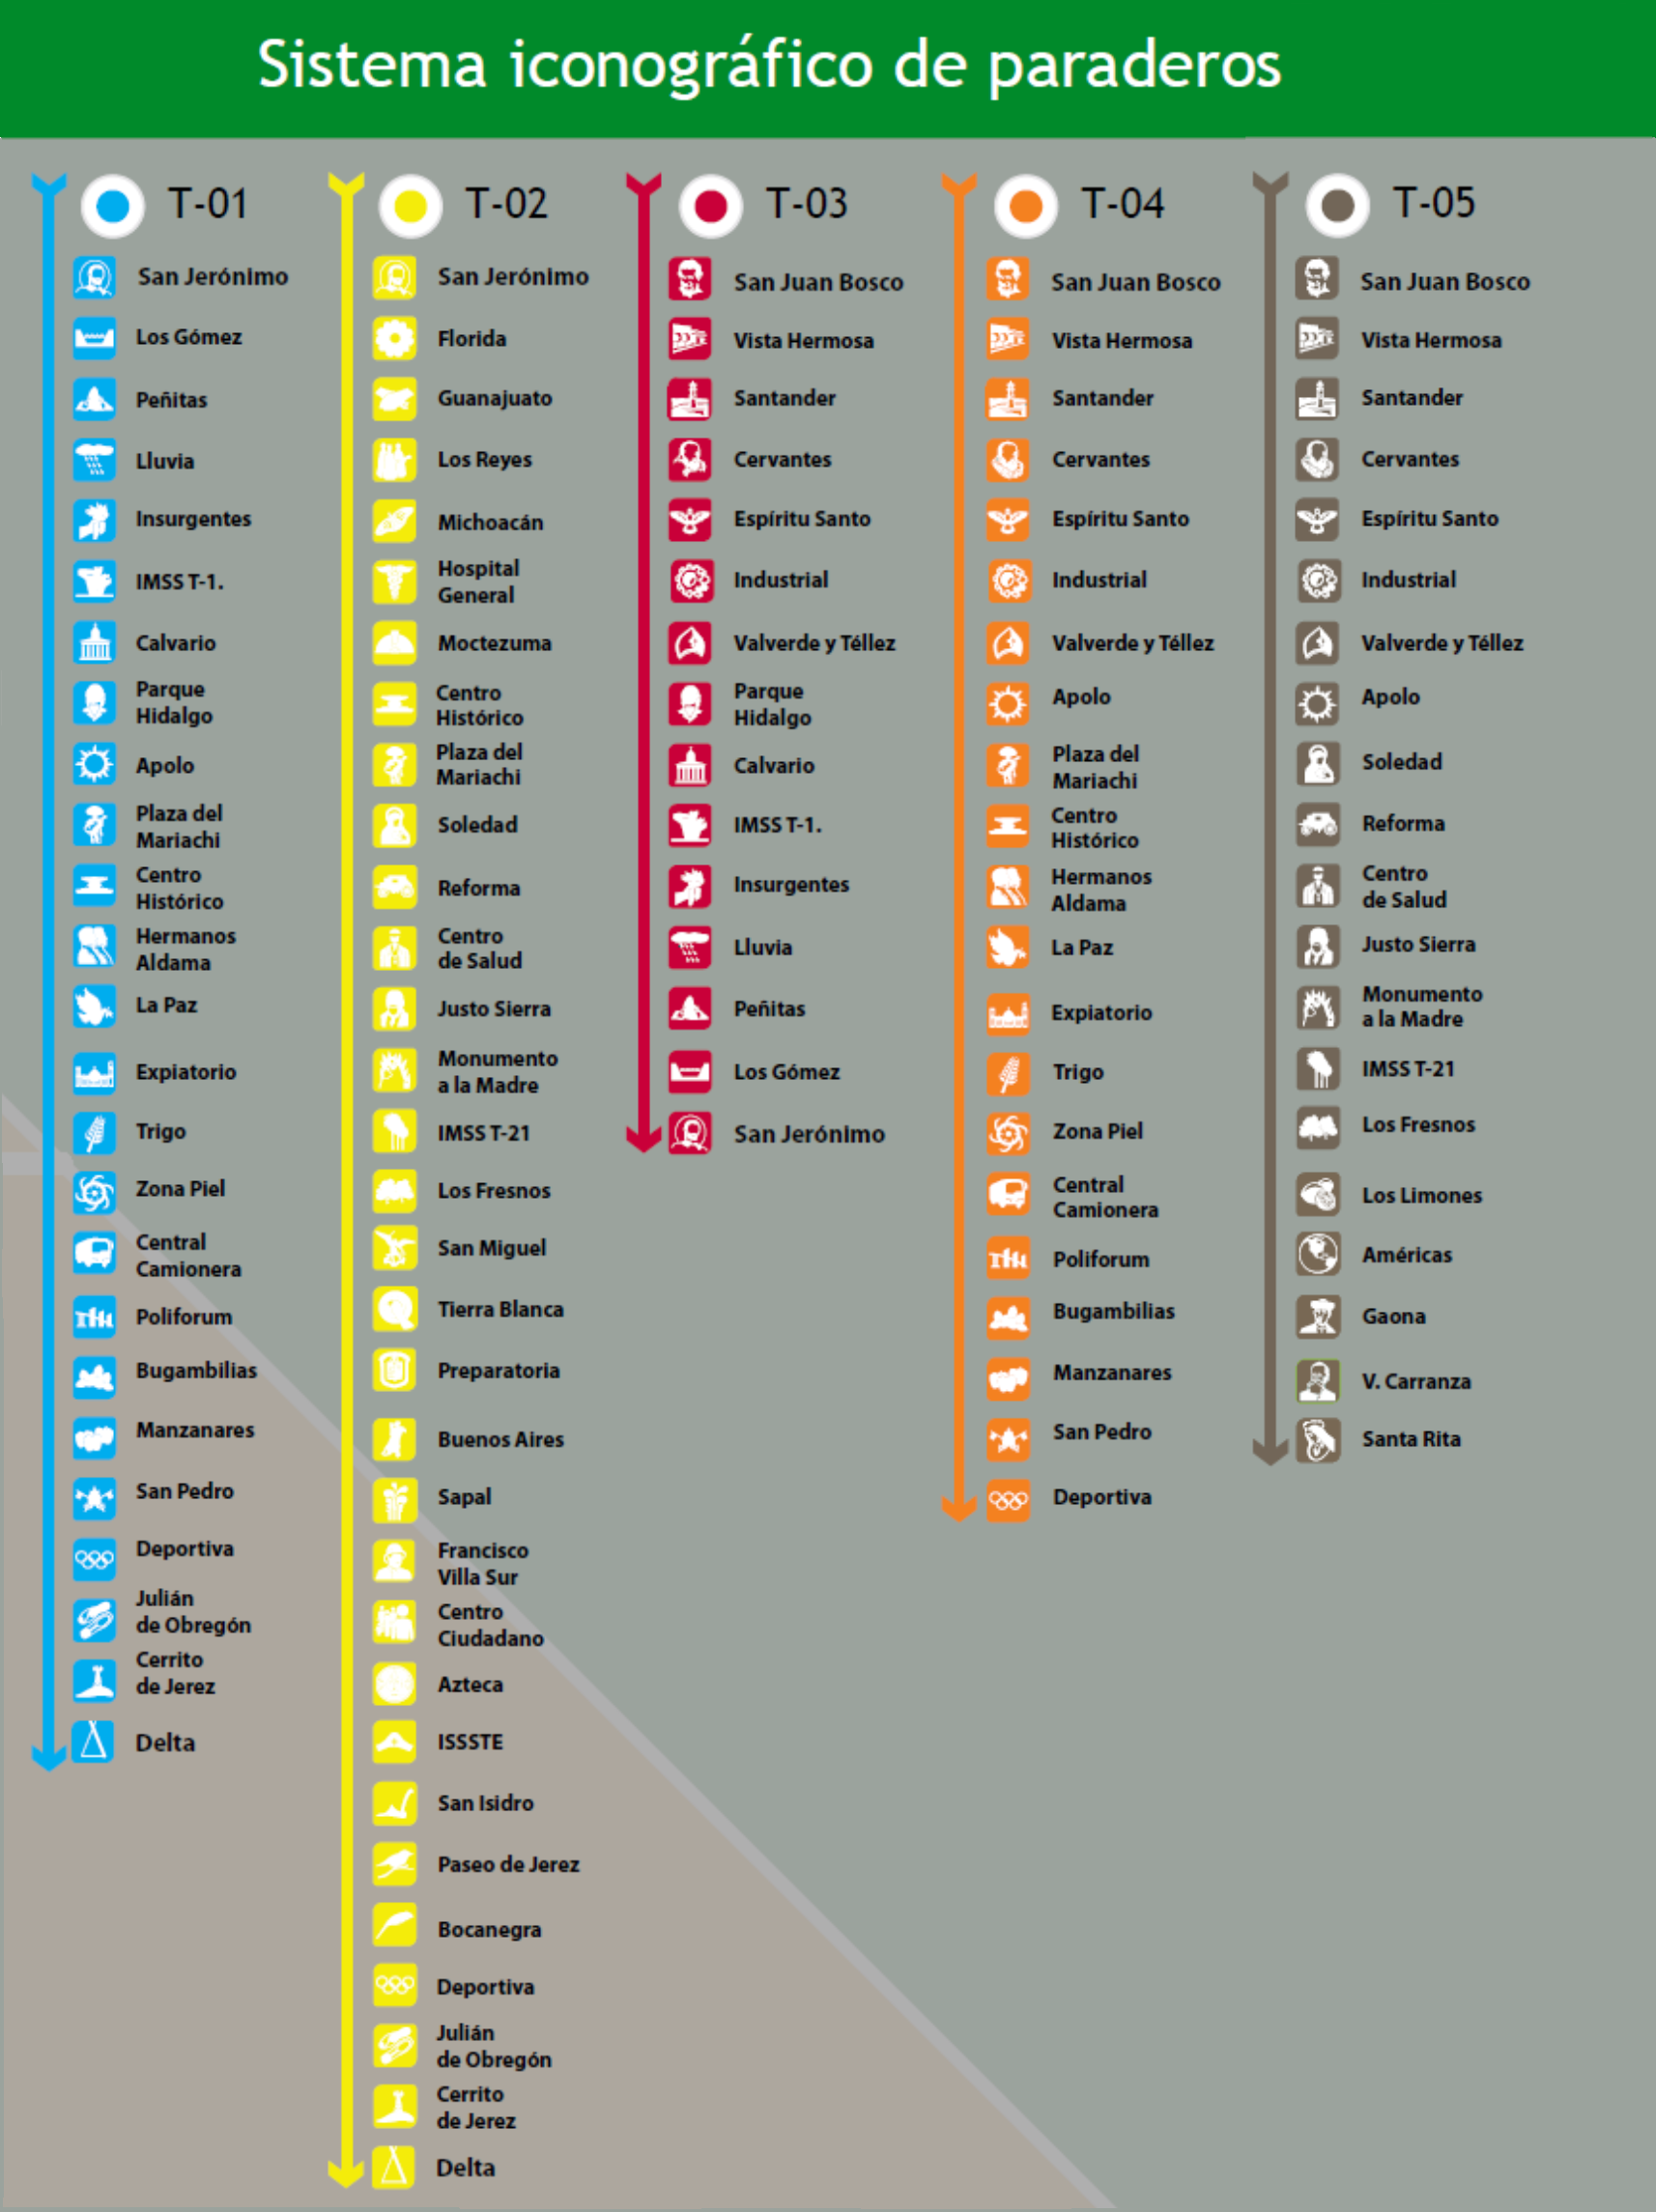 Sistema iconográfico de paraderos
T-01
San Jerónimo
Los Gómez
Peñitas
Lluvia
Insurgentes
IMSS T-1.
Calvario
Parque
Hidalgo
Apolo
Plaza del
Mariachi
Centro
Histórico
Hermanos
Aldama
La Paz
Expiatorio
Trigo
Zona Piel
Central
Camionera
Poliforum
Bugambilias
Manzanares
San Pedro
Deportiva
Julián
de Obregón
Cerrito
de Jerez
Delta
T-02
San Jerónimo
Florida
Guanajuato
Los Reyes
Michoacán
Hospital
General
Moctezuma
Centro
Histórico
Plaza del
Mariachi
Soledad
Reforma
Centro
de Salud
Justo Sierra
Monumento
a la Madre
IMSS T-21
Los Fresnos
San Miguel
Tierra Blanca
Preparatoria
Buenos Aires
Sapal
Francisco
Villa Sur
Centro
Ciudadano
Azteca
ISSSTE
San Isidro
Paseo de Jerez
Bocanegra
Deportiva
Julián
de Obregón
Cerrito
de Jerez
Delta
T-03
San Juan Bosco
Vista Hermosa
Santander
Cervantes
Espíritu Santo
Industrial
Valverde y Téllez
Parque
Hidalgo
Calvario
IMSS T-1.
Insurgentes
Lluvia
Peñitas
Los Gómez
San Jerónimo
T-04
San Juan Bosco
Vista Hermosa
Santander
Cervantes
Espíritu Santo
Industrial
Valverde y Téllez
Apolo
Plaza del
Mariachi
Centro
Histórico
Hermanos
Aldama
La Paz
Expiatorio
Trigo
Zona Piel
Central
Camionera
Poliforum
Bugambilias
Manzanares
San Pedro
Deportiva
T-05
San Juan Bosco
Vista Hermosa
Santander
Cervantes
Espíritu Santo
Industrial
Valverde y Téllez
Apolo
Soledad
Reforma
Centro
de Salud
Justo Sierra
Monumento
a la Madre
IMSS T-21
Los Fresnos
Los Limones
Américas
Gaona
V. Carranza
Santa Rita